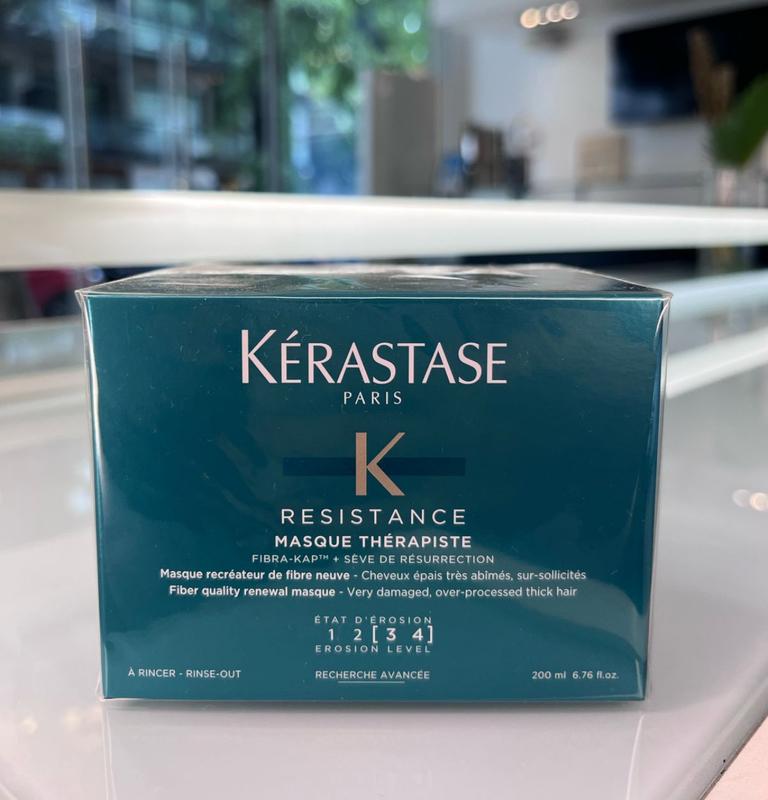 KÉRASTASE
PARIS
K
RESISTANCE
MASQUE THÉRAPISTE
FIBRA-KAP™ + SÈVE DE RÉSURRECTION
Masque recréateur de fibre neuve - Cheveux épais très abîmés, sur-sollicités
Fiber quality renewal masque - Very damaged, over-processed thick hair
ÉTAT D'ÉROSION
1 2 [3 4]
EROSION LEVEL
À RINCER - RINSE-OUT
RECHERCHE AVANCÉE
200 ml 6.76 fl.oz.